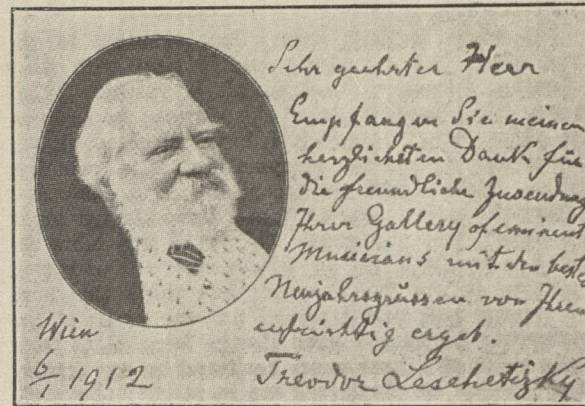 Sehr geehrter Herr
Empfangen Sie meinen
herzlichsten Dank für
die freundliche Zusendung
Ihrer Gallery of eminent
Musicians mit den besten
Neujahrsgrüssen von Ihrem
aufrichtig ergeb.
Theodor Leschetizky
Wien
6/1 1912